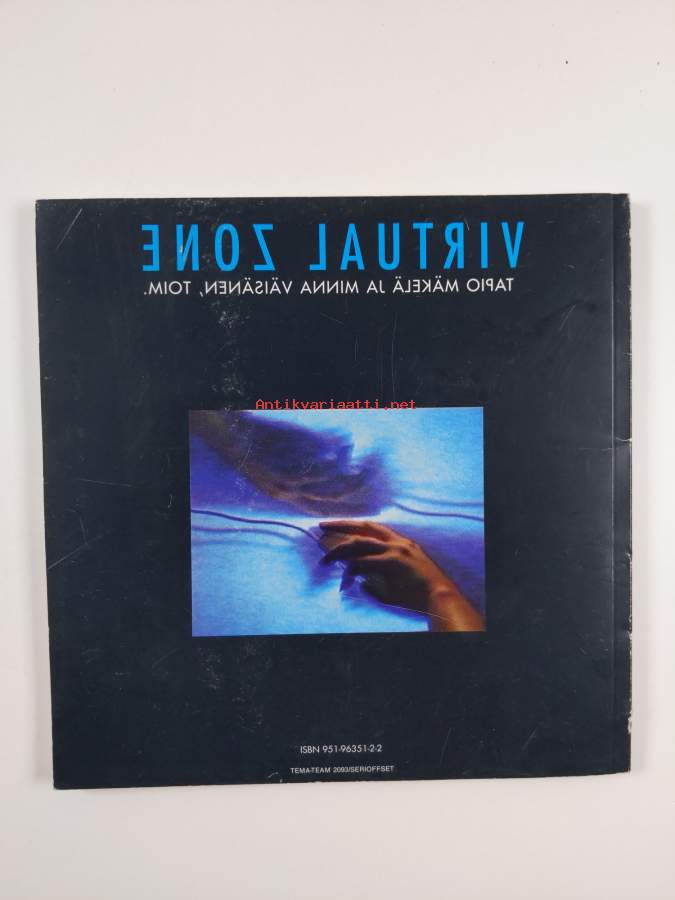 VIRTUAL ZONE
TAPIO MÄKELÄ JA MINNA VÄISÄNEN, TOIM.
Antikvariaatti.net
ISBN 951-96351-2-2
TEMA-TEAM 2093/SERIOFFSET